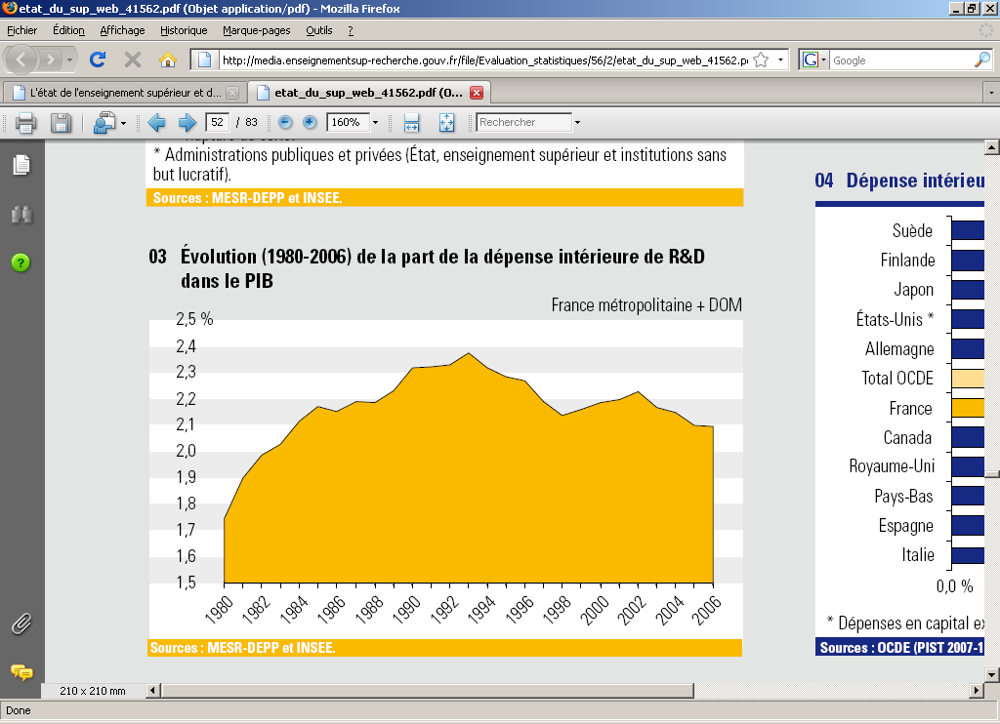 etat_du_sup_web_41562.pdf (Objet application/pdf) - Mozilla Firefox
Fichier Édition Affichage Historique Marque-pages Outils ?
http://media.enseignementsup-recherche.gouv.fr/file/Evaluation_statistiques/56/2/etat_du_sup_web_41562.p
G Google
L'état de l'enseignement supérieur et d...
etat_du_sup_web_41562.pdf (O...
52 / 83 160% Rechercher
* Administrations publiques et privées (État, enseignement supérieur et institutions sans
but lucratif).
Sources : MESR-DEPP et INSEE.
03 Évolution (1980-2006) de la part de la dépense intérieure de R&D
dans le PIB
France métropolitaine + DOM
2,5 %
2,4
2,3
2,2
2,1
2,0
1,9
1,8
1,7
1,6
1,5
1980 1982 1984 1986 1988 1990 1992 1994 1996 1998 2000 2002 2004 2006
Sources : MESR-DEPP et INSEE.
04 Dépense intérieu
Suède
Finlande
Japon
États-Unis *
Allemagne
Total OCDE
France
Canada
Royaume-Uni
Pays-Bas
Espagne
Italie
0,0 %
* Dépenses en capital ex
Sources : OCDE (PIST 2007-1
210 x 210 mm
Done